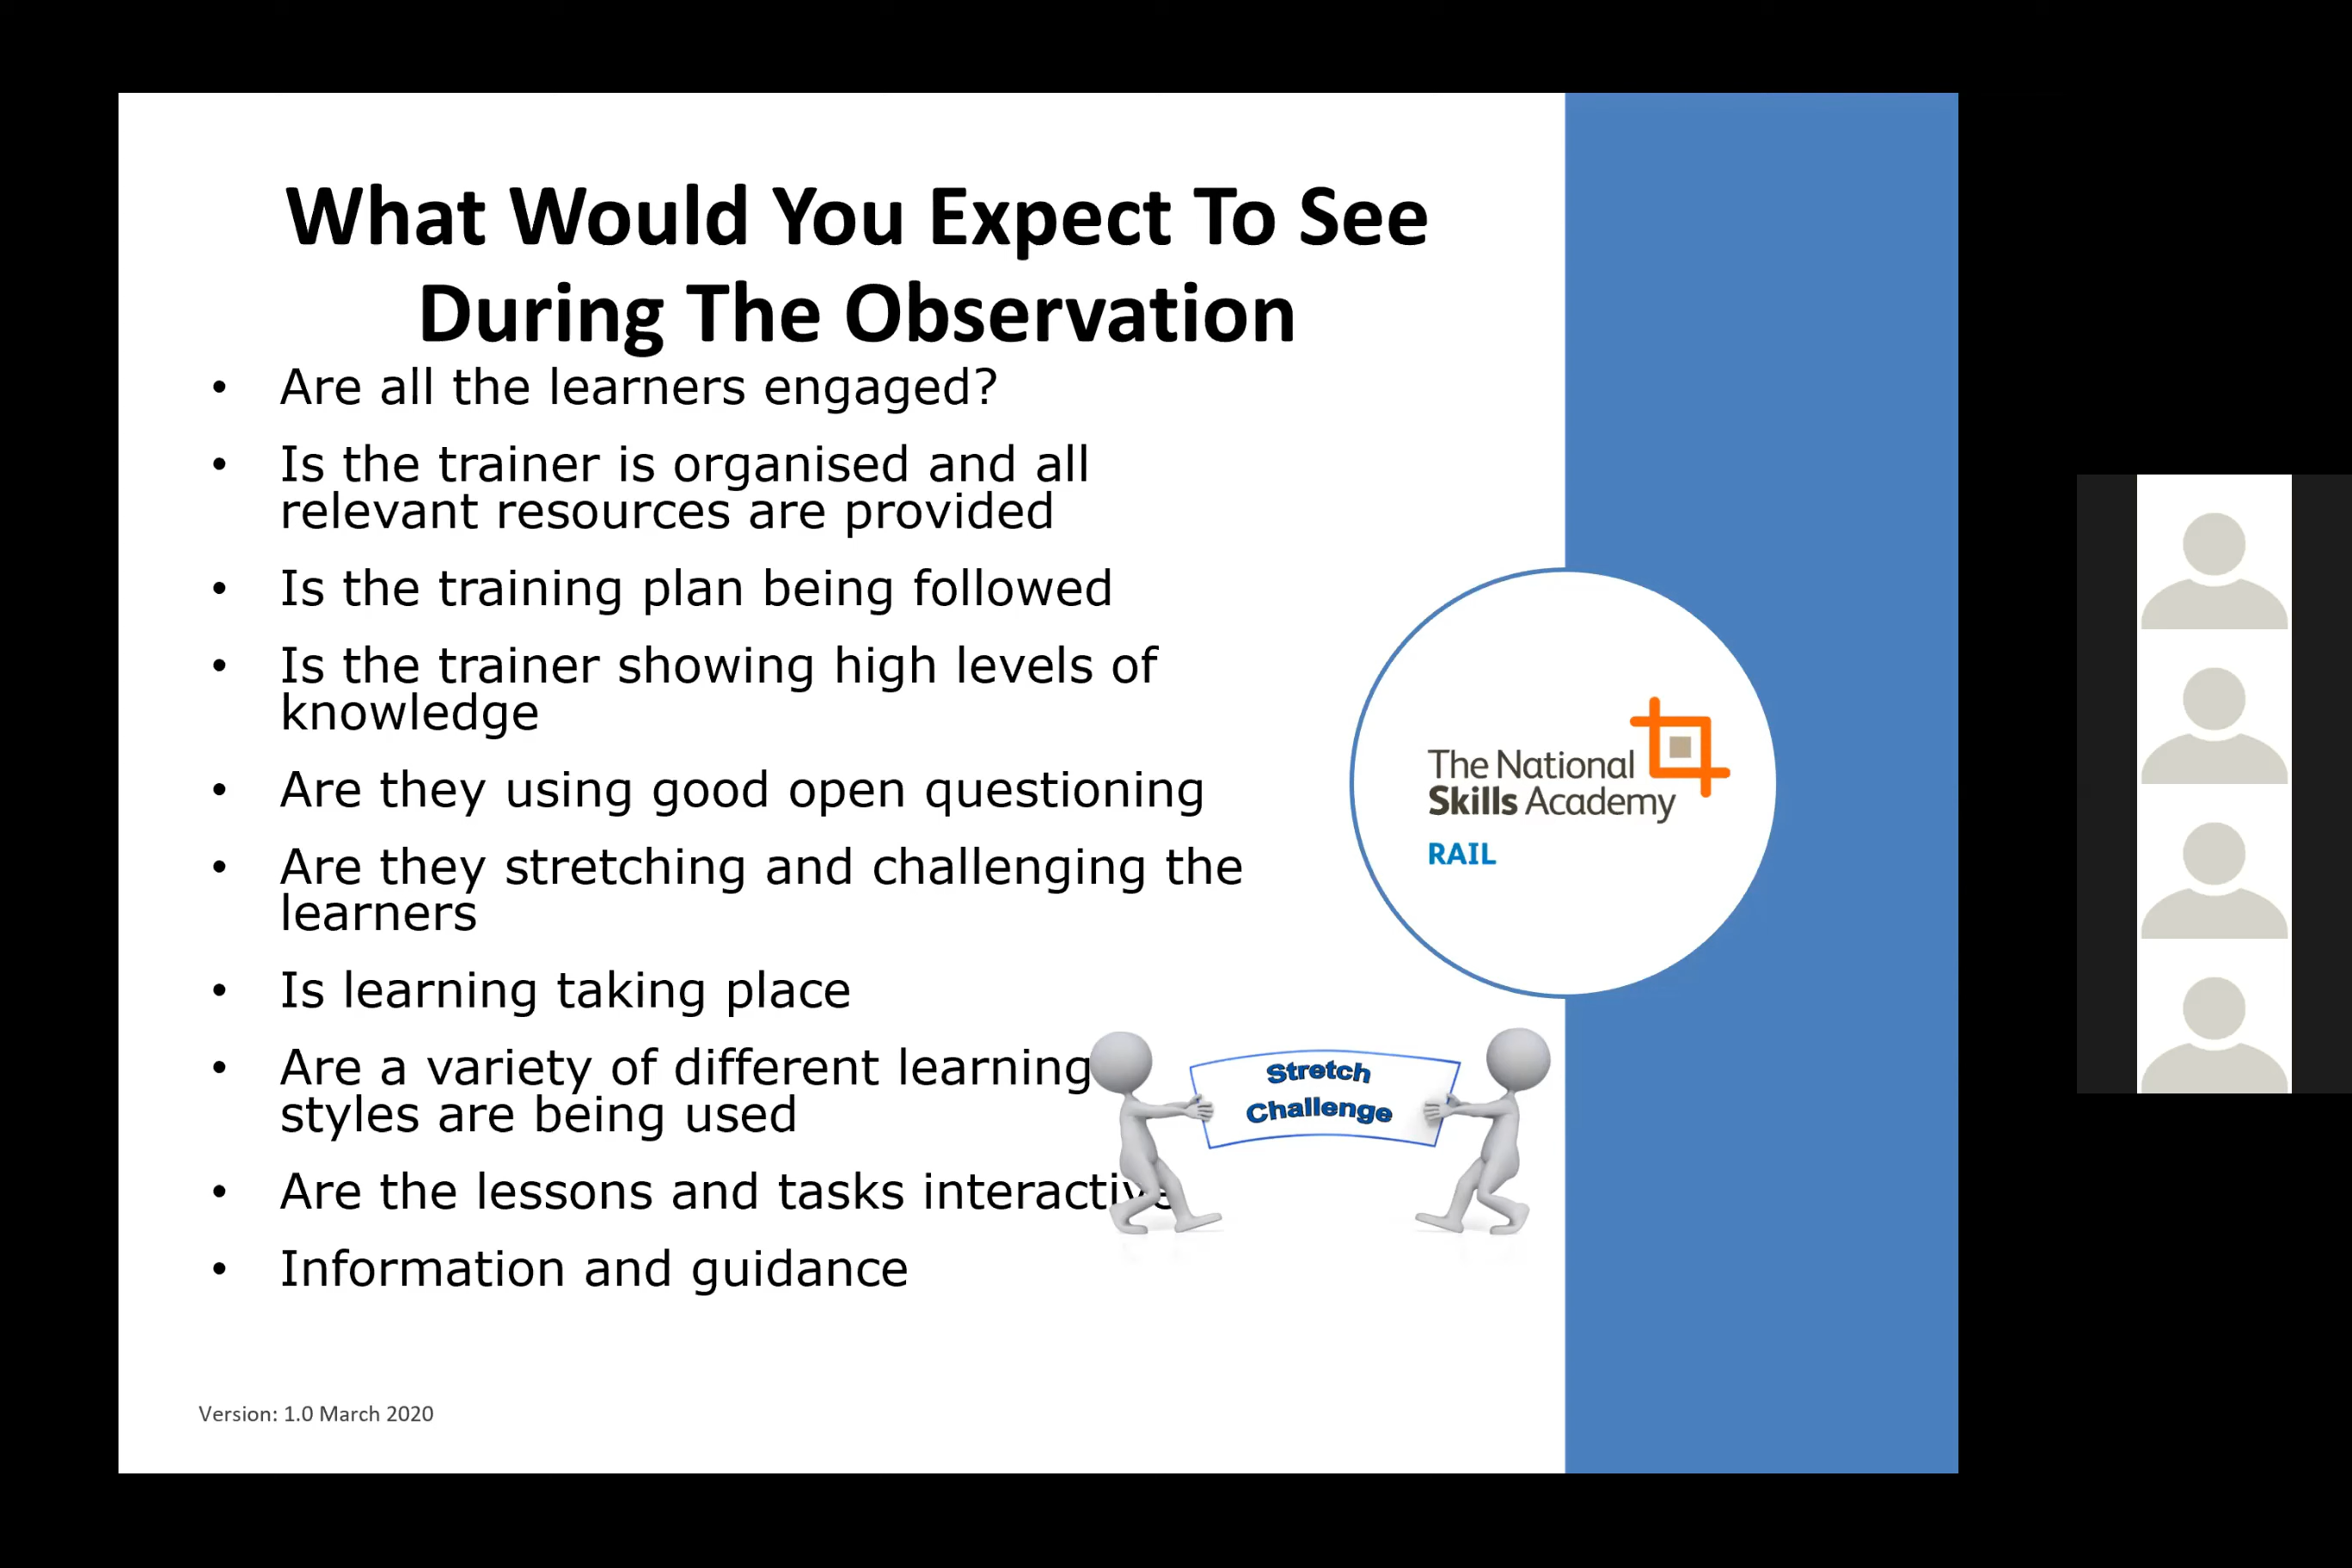 What Would You Expect To See
During The Observation
• Are all the learners engaged?
• Is the trainer is organised and all
relevant resources are provided
• Is the training plan being followed
• Is the trainer showing high levels of
knowledge
• Are they using good open questioning
• Are they stretching and challenging the
learners
• Is learning taking place
• Are a variety of different learning
styles are being used
• Are the lessons and tasks interactive
• Information and guidance
Stretch
Challenge
The National
Skills Academy
RAIL
Version: 1.0 March 2020